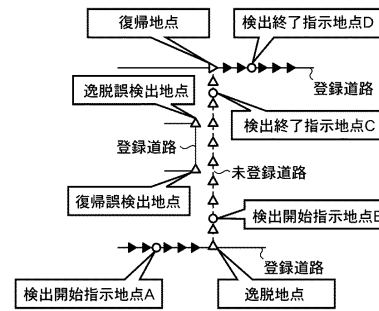 復帰地点
検出終了指示地点D
逸脱誤検出地点
登録道路
検出終了指示地点C
登録道路
未登録道路
復帰誤検出地点
検出開始指示地点B
登録道路
検出開始指示地点A
逸脱地点